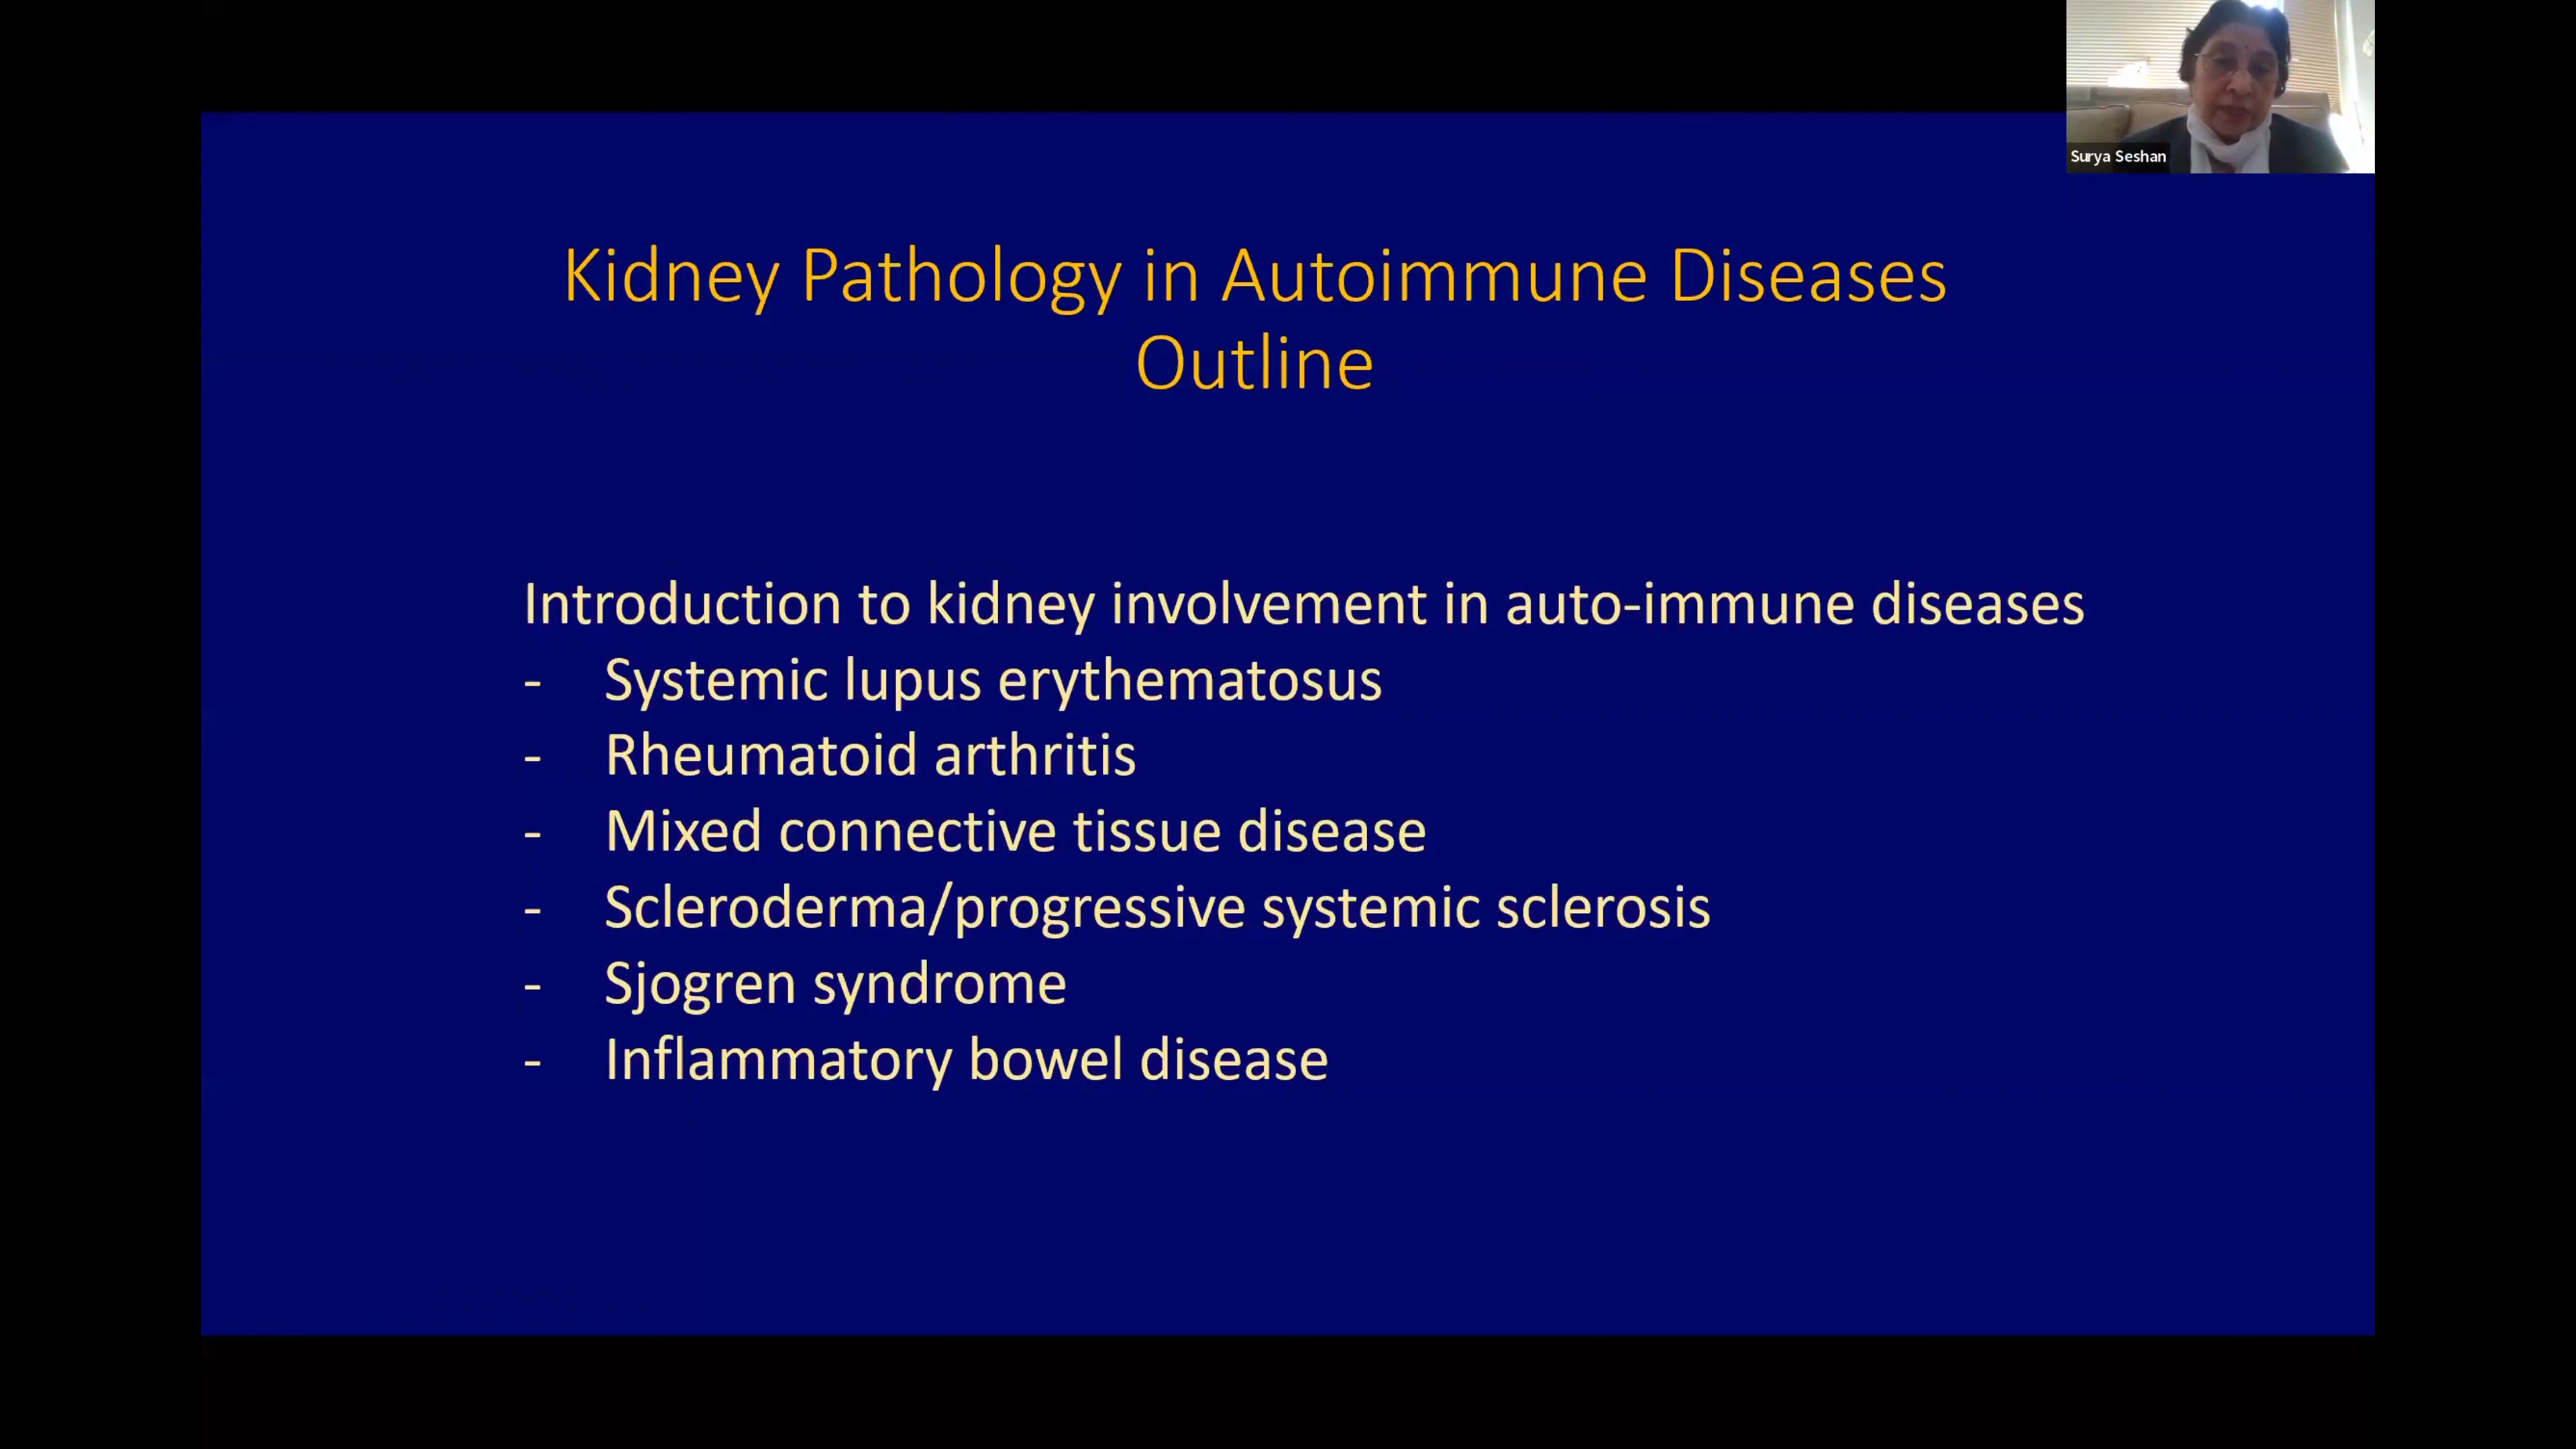 Surya Seshan
Kidney Pathology in Autoimmune Diseases
Outline
Introduction to kidney involvement in auto-immune diseases
- Systemic lupus erythematosus
- Rheumatoid arthritis
- Mixed connective tissue disease
- Scleroderma/progressive systemic sclerosis
- Sjogren syndrome
- Inflammatory bowel disease